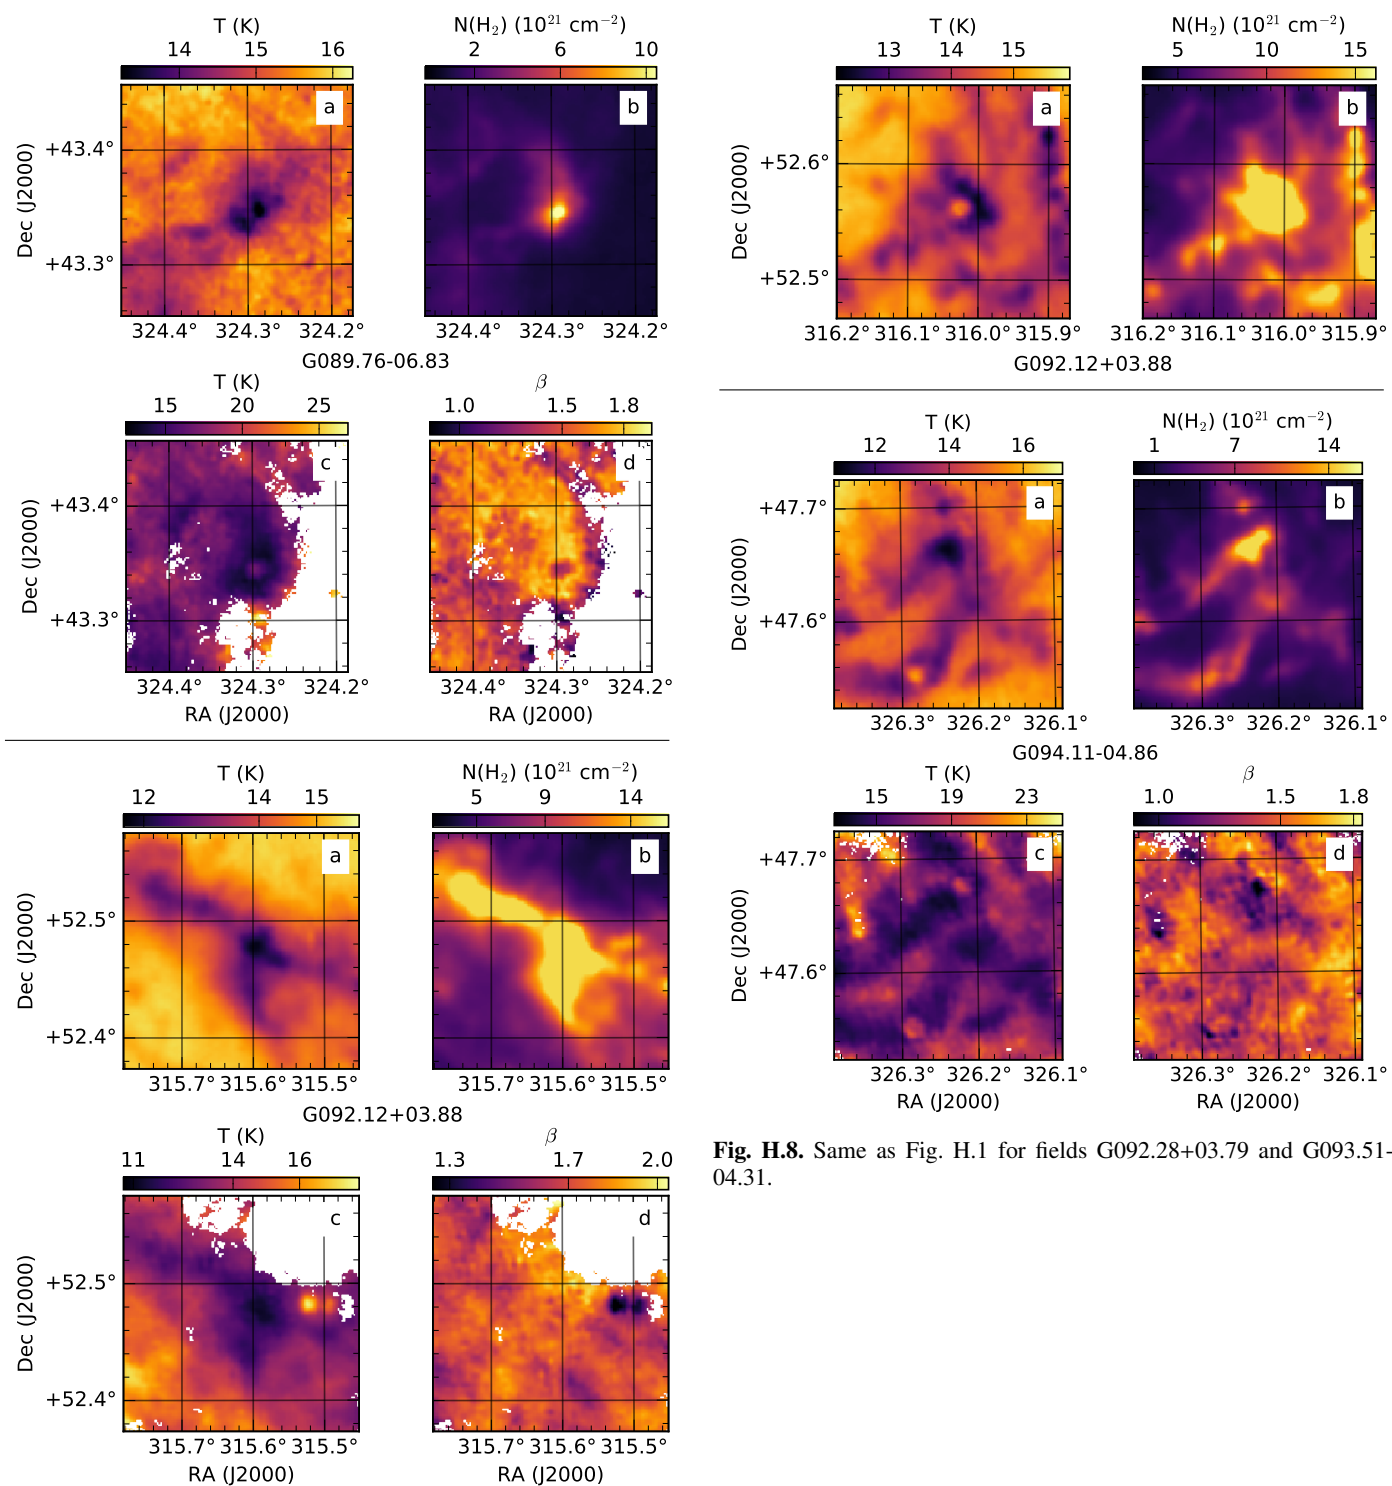 T (K)
N(H₂) (10²¹ cm⁻²)
14 15 16
2 6 10
a
b
Dec (J2000)
+43.4°
+43.3°
324.4° 324.3° 324.2°
324.4° 324.3° 324.2°
G089.76-06.83
T (K)
β
15 20 25
1.0 1.5 1.8
c
d
Dec (J2000)
+43.4°
+43.3°
324.4° 324.3° 324.2°
324.4° 324.3° 324.2°
RA (J2000)
RA (J2000)
T (K)
N(H₂) (10²¹ cm⁻²)
12 14 15
5 9 14
a
b
Dec (J2000)
+52.5°
+52.4°
315.7° 315.6° 315.5°
315.7° 315.6° 315.5°
G092.12+03.88
T (K)
β
11 14 16
1.3 1.7 2.0
c
d
Dec (J2000)
+52.5°
+52.4°
315.7° 315.6° 315.5°
315.7° 315.6° 315.5°
RA (J2000)
RA (J2000)
T (K)
N(H₂) (10²¹ cm⁻²)
13 14 15
5 10 15
a
b
Dec (J2000)
+52.6°
+52.5°
316.2° 316.1° 316.0° 315.9°
316.2° 316.1° 316.0° 315.9°
G092.12+03.88
T (K)
N(H₂) (10²¹ cm⁻²)
12 14 16
1 7 14
a
b
Dec (J2000)
+47.7°
+47.6°
326.3° 326.2° 326.1°
326.3° 326.2° 326.1°
G094.11-04.86
T (K)
β
15 19 23
1.0 1.5 1.8
c
d
Dec (J2000)
+47.7°
+47.6°
326.3° 326.2° 326.1°
326.3° 326.2° 326.1°
RA (J2000)
RA (J2000)
Fig. H.8. Same as Fig. H.1 for fields G092.28+03.79 and G093.51-
04.31.